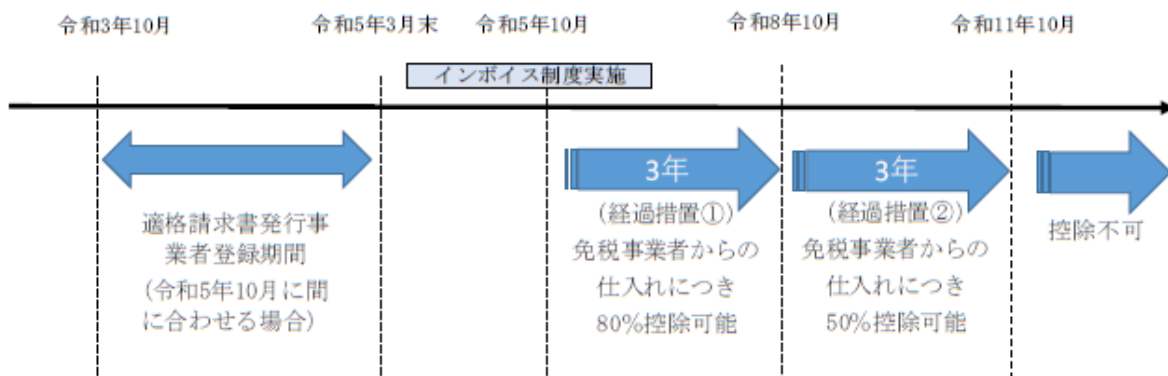 令和3年10月
令和5年3月末
令和5年10月
令和8年10月
令和11年10月
インボイス制度実施
3年
3年
適格請求書発行事
業者登録期間
(令和5年10月に間
に合わせる場合)
(経過措置①)
免税事業者からの
仕入れにつき
80%控除可能
(経過措置②)
免税事業者からの
仕入れにつき
50%控除可能
控除不可